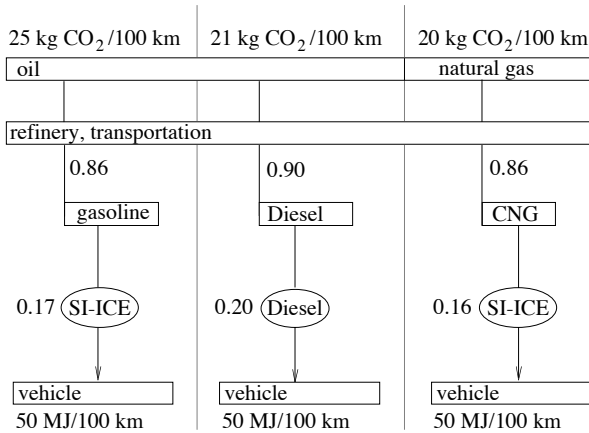 25 kg CO₂/100 km 21 kg CO₂/100 km 20 kg CO₂/100 km
oil natural gas
refinery, transportation
0.86 0.90 0.86
gasoline Diesel CNG
0.17 SI-ICE 0.20 Diesel 0.16 SI-ICE
vehicle vehicle vehicle
50 MJ/100 km 50 MJ/100 km 50 MJ/100 km